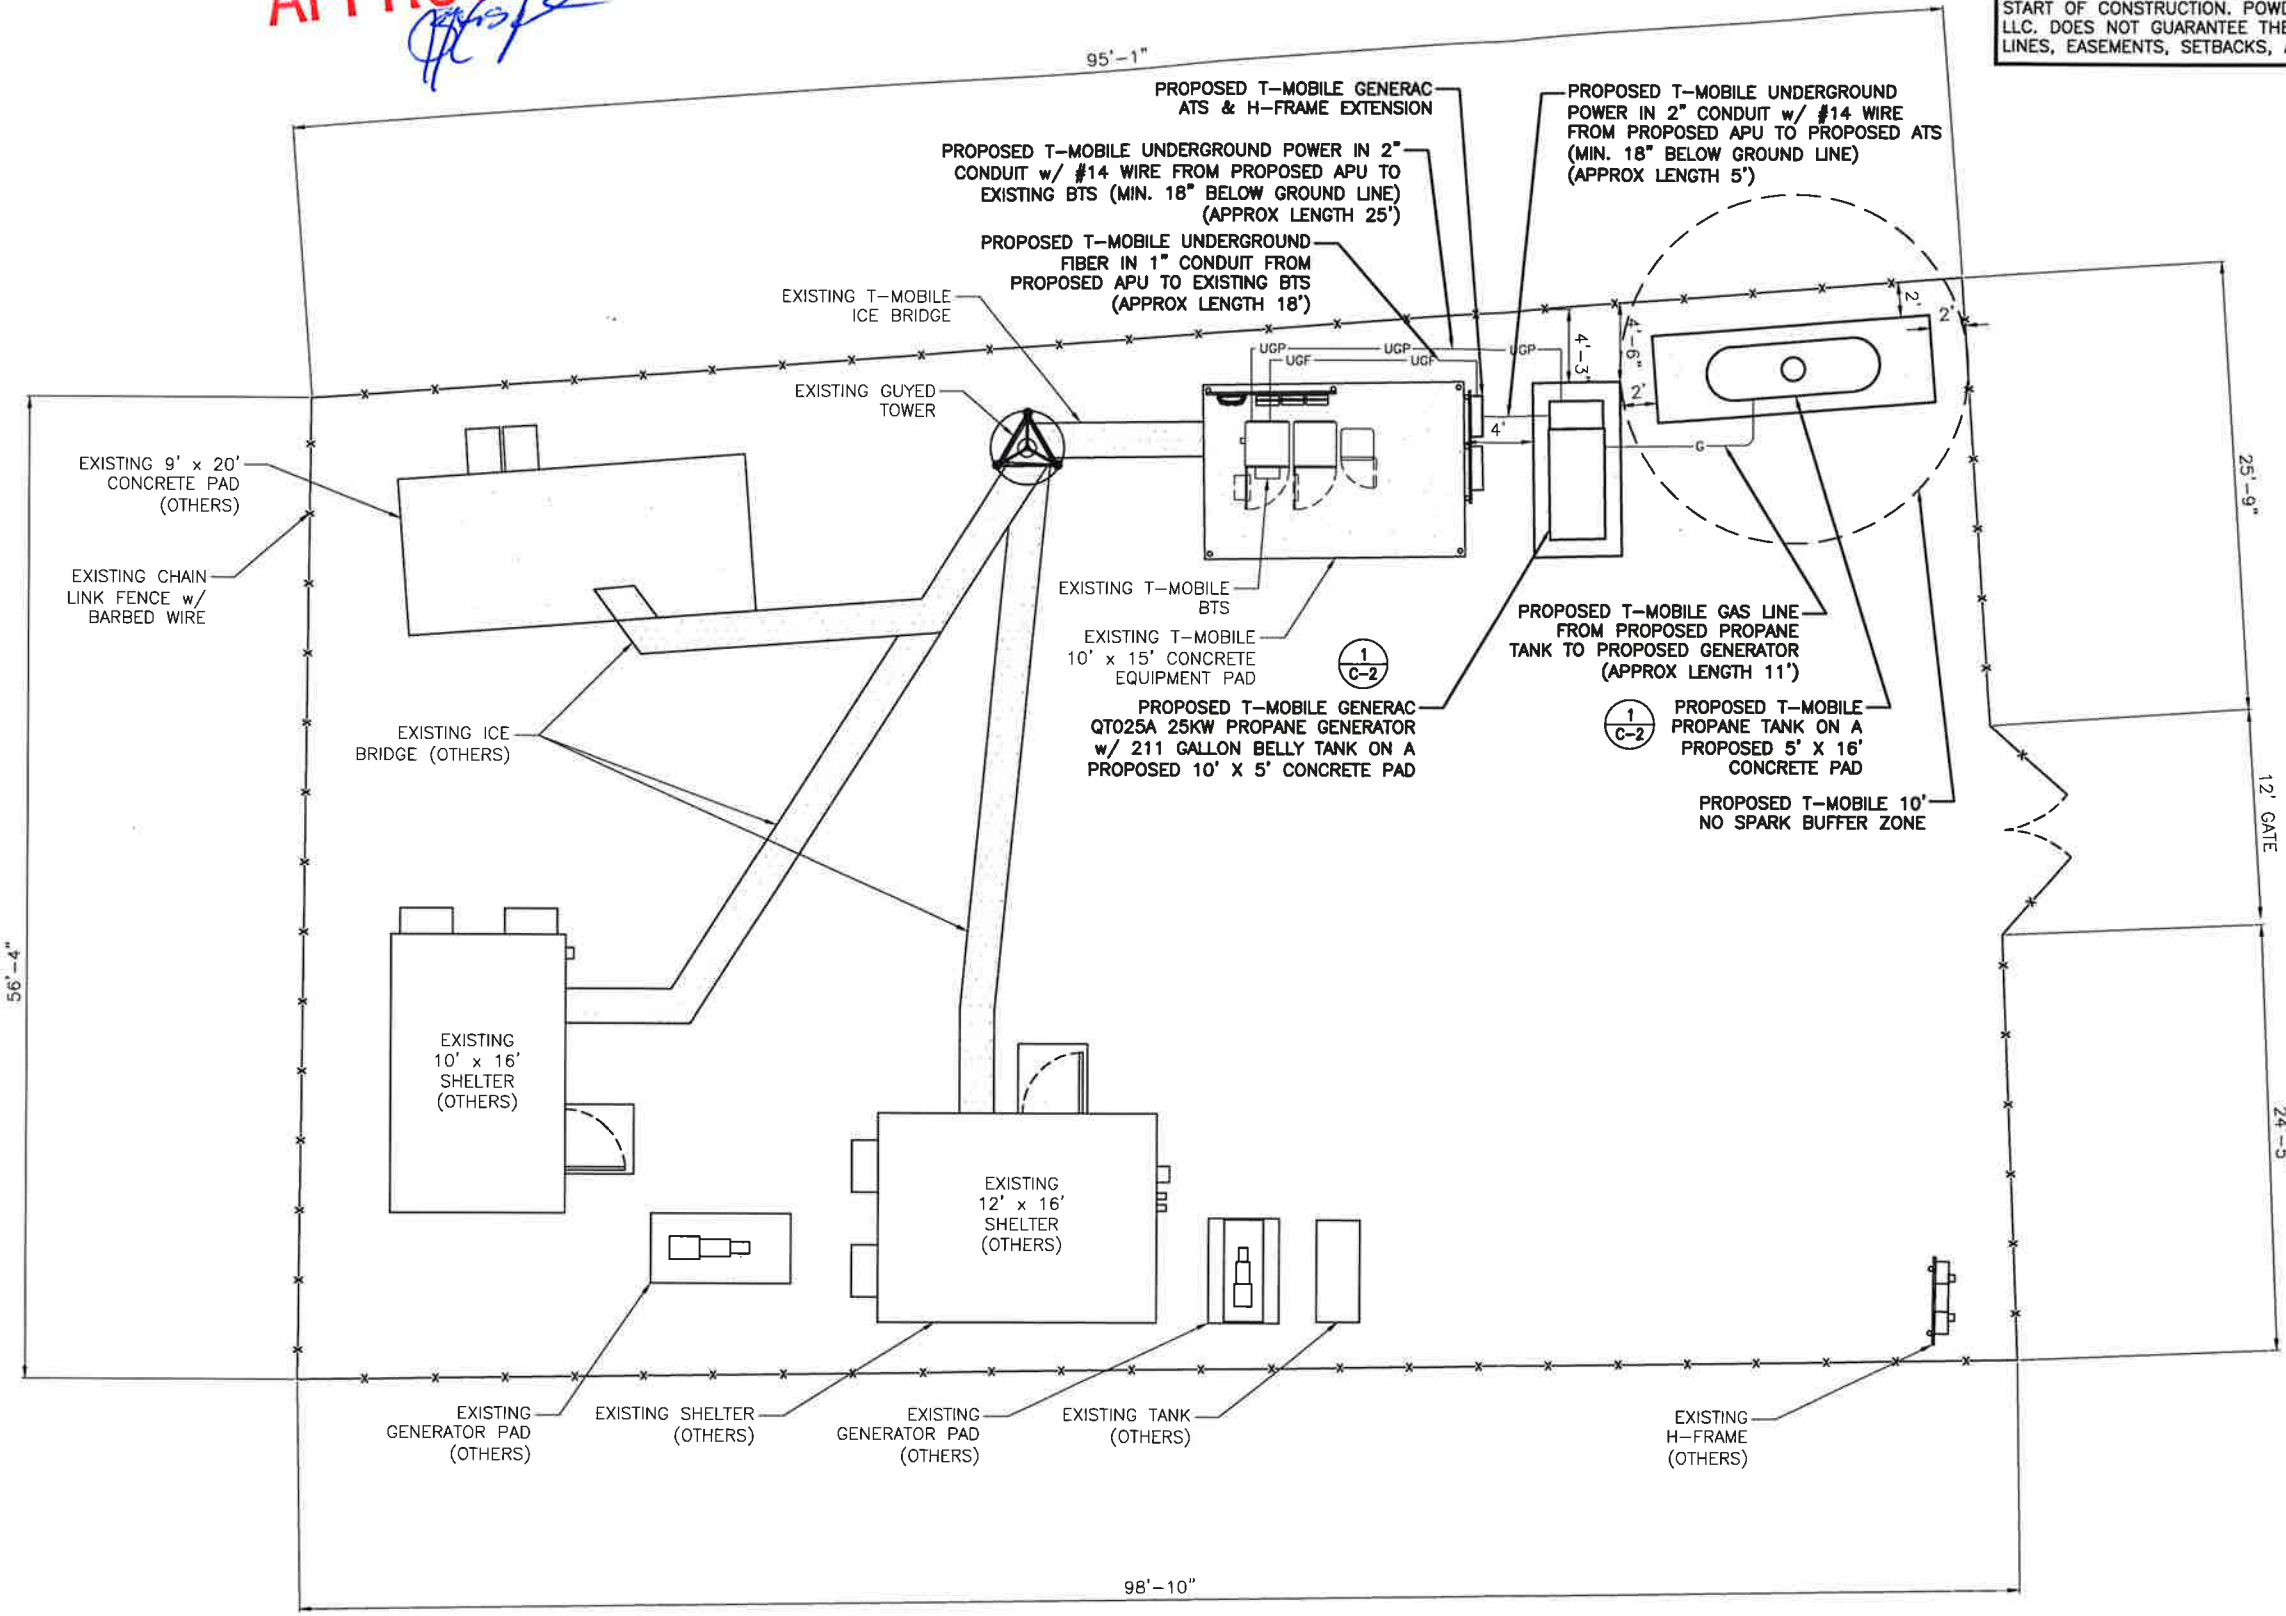 START OF CONSTRUCTION.
LLC. DOES NOT GUARANTEE
LINES, EASEMENTS, SETBACKS,
95'-1"
PROPOSED T-MOBILE GENERAC
ATS & H-FRAME EXTENSION
PROPOSED T-MOBILE UNDERGROUND
POWER IN 2" CONDUIT w/ #14 WIRE
FROM PROPOSED APU TO PROPOSED ATS
(MIN. 18" BELOW GROUND LINE)
(APPROX LENGTH 5')
PROPOSED T-MOBILE UNDERGROUND POWER IN 2"
CONDUIT w/ #14 WIRE FROM PROPOSED APU TO
EXISTING BTS (MIN. 18" BELOW GROUND LINE)
(APPROX LENGTH 25')
PROPOSED T-MOBILE UNDERGROUND
FIBER IN 1" CONDUIT FROM
PROPOSED APU TO EXISTING BTS
(APPROX LENGTH 18')
EXISTING T-MOBILE
ICE BRIDGE
EXISTING GUYED
TOWER
UGP UGP UGP
UGF UGF
4'-3"
4'-6"
2'
2'
2'
4'
G
25'-9"
EXISTING 9' x 20'
CONCRETE PAD
(OTHERS)
EXISTING CHAIN
LINK FENCE w/
BARBED WIRE
EXISTING T-MOBILE
BTS
EXISTING T-MOBILE
10' x 15' CONCRETE
EQUIPMENT PAD
1
C-2
PROPOSED T-MOBILE GENERAC
QT025A 25KW PROPANE GENERATOR
w/ 211 GALLON BELLY TANK ON A
PROPOSED 10' X 5' CONCRETE PAD
PROPOSED T-MOBILE GAS LINE
FROM PROPOSED PROPANE
TANK TO PROPOSED GENERATOR
(APPROX LENGTH 11')
1
C-2
PROPOSED T-MOBILE
PROPANE TANK ON A
PROPOSED 5' X 16'
CONCRETE PAD
PROPOSED T-MOBILE 10'
NO SPARK BUFFER ZONE
12' GATE
EXISTING ICE
BRIDGE (OTHERS)
56'-4"
EXISTING
10' x 16'
SHELTER
(OTHERS)
EXISTING
12' x 16'
SHELTER
(OTHERS)
EXISTING
GENERATOR PAD
(OTHERS)
EXISTING SHELTER
(OTHERS)
EXISTING
GENERATOR PAD
(OTHERS)
EXISTING TANK
(OTHERS)
EXISTING
H-FRAME
(OTHERS)
98'-10"